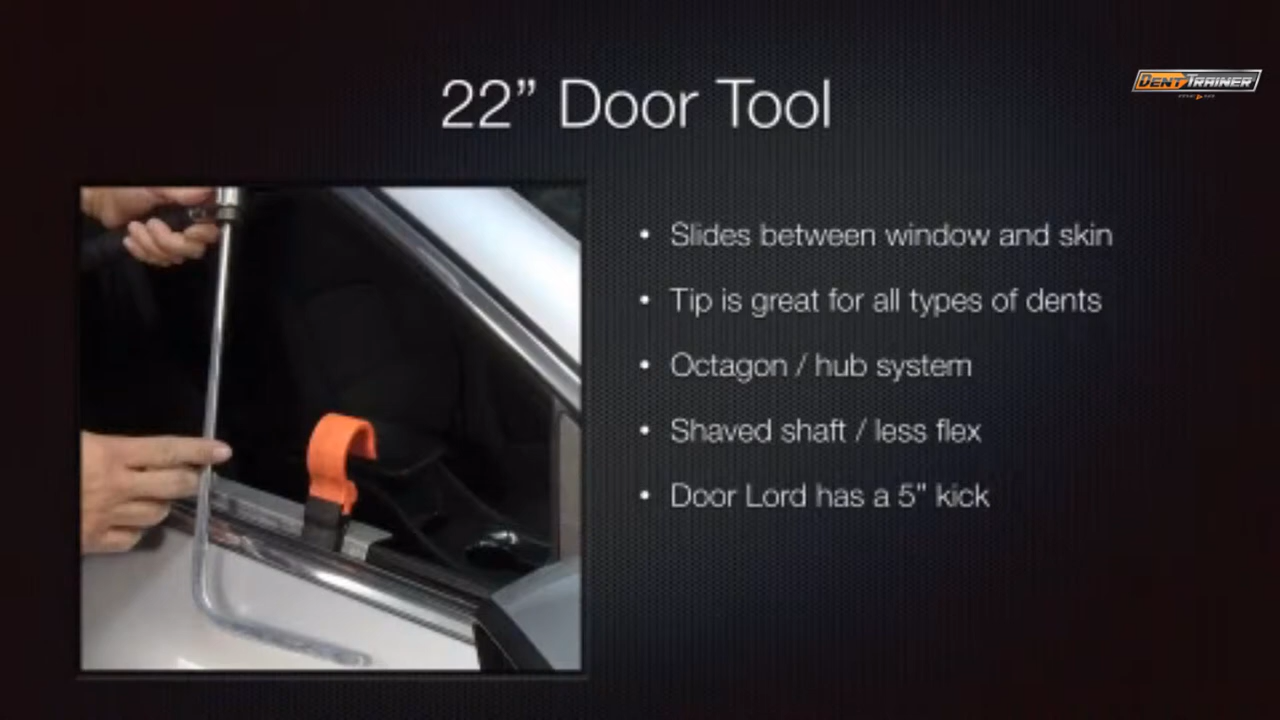 22” Door Tool
DENT TRAINER
• Slides between window and skin
• Tip is great for all types of dents
• Octagon / hub system
• Shaved shaft / less flex
• Door Lord has a 5" kick